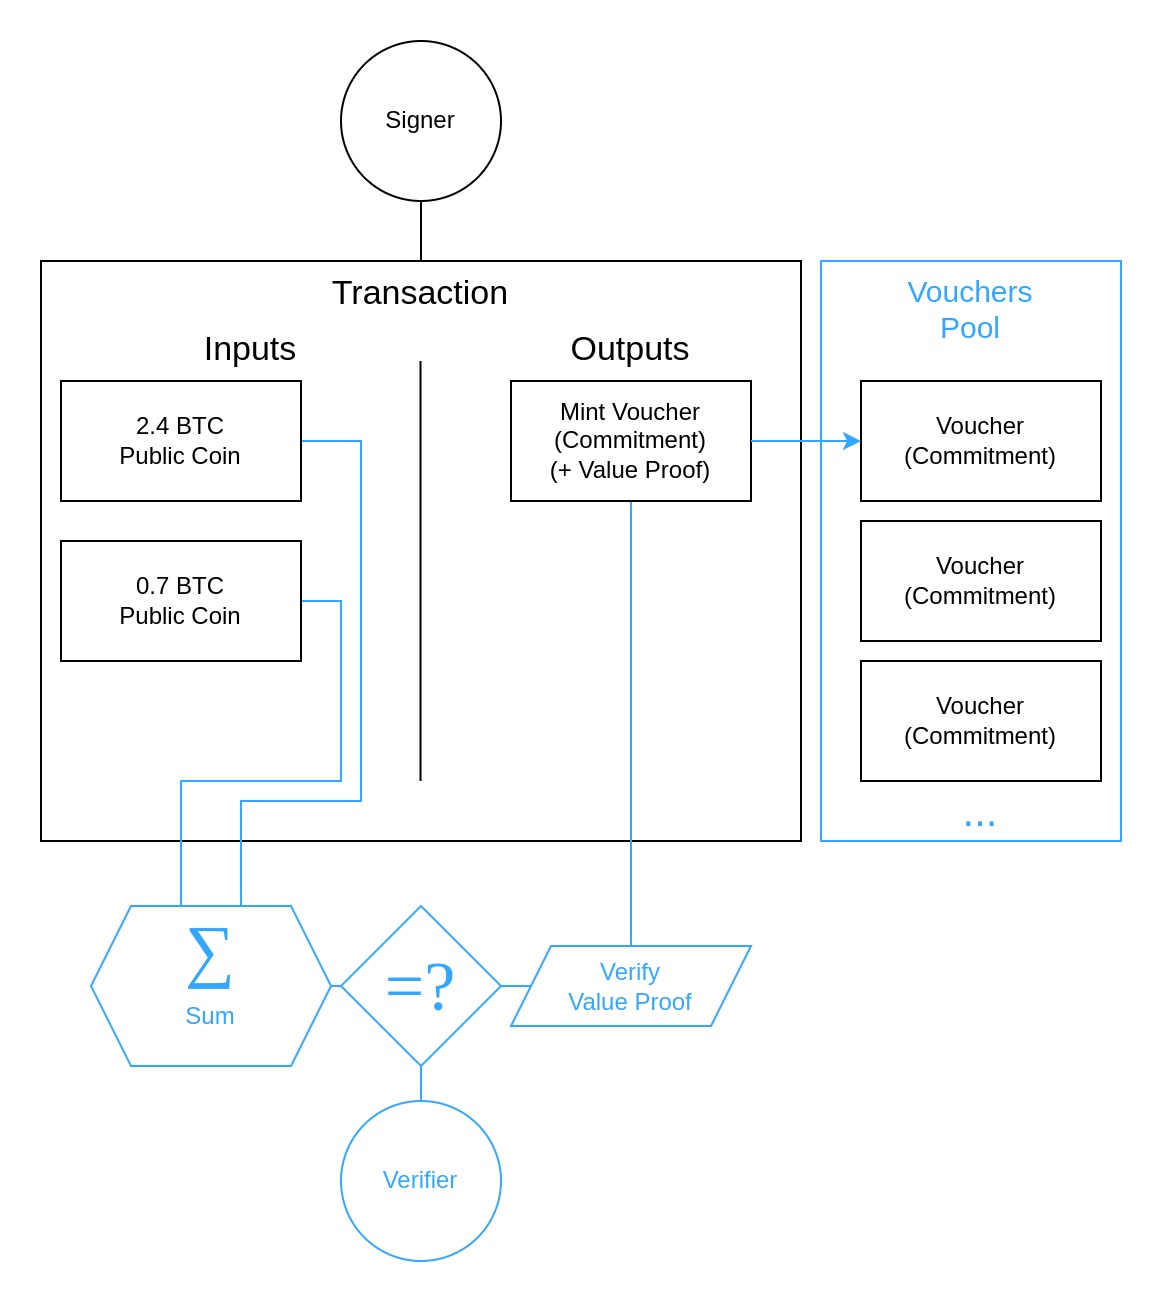 Signer
Transaction
Inputs
Outputs
2.4 BTC
Public Coin
0.7 BTC
Public Coin
Mint Voucher
(Commitment)
(+ Value Proof)
Vouchers
Pool
Voucher
(Commitment)
Voucher
(Commitment)
Voucher
(Commitment)
...
∑
Sum
=?
Verify
Value Proof
Verifier